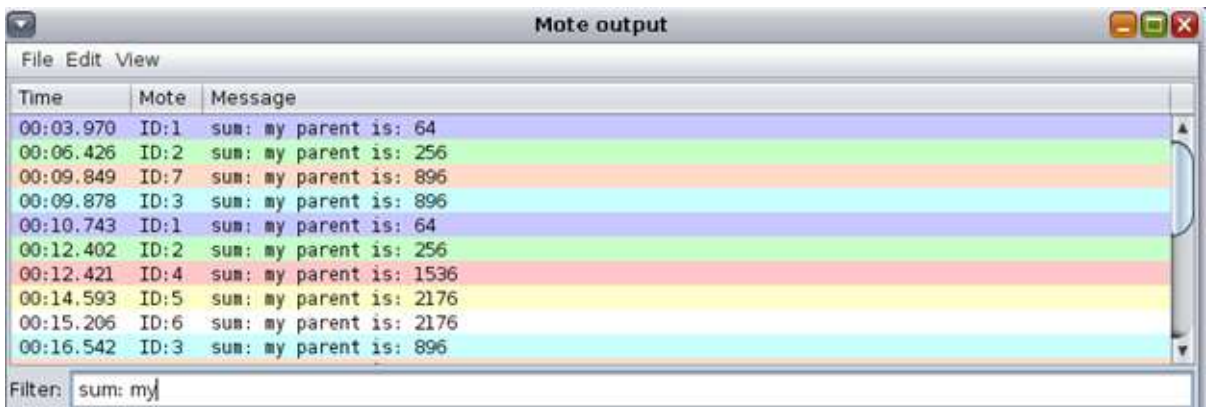 Mote output
File Edit View
Time Mote Message
00:03.970 ID:1 sum: my parent is: 64
00:06.426 ID:2 sum: my parent is: 256
00:09.849 ID:7 sum: my parent is: 896
00:09.878 ID:3 sum: my parent is: 896
00:10.743 ID:1 sum: my parent is: 64
00:12.402 ID:2 sum: my parent is: 256
00:12.421 ID:4 sum: my parent is: 1536
00:14.593 ID:5 sum: my parent is: 2176
00:15.206 ID:6 sum: my parent is: 2176
00:16.542 ID:3 sum: my parent is: 896
Filter: sum: my